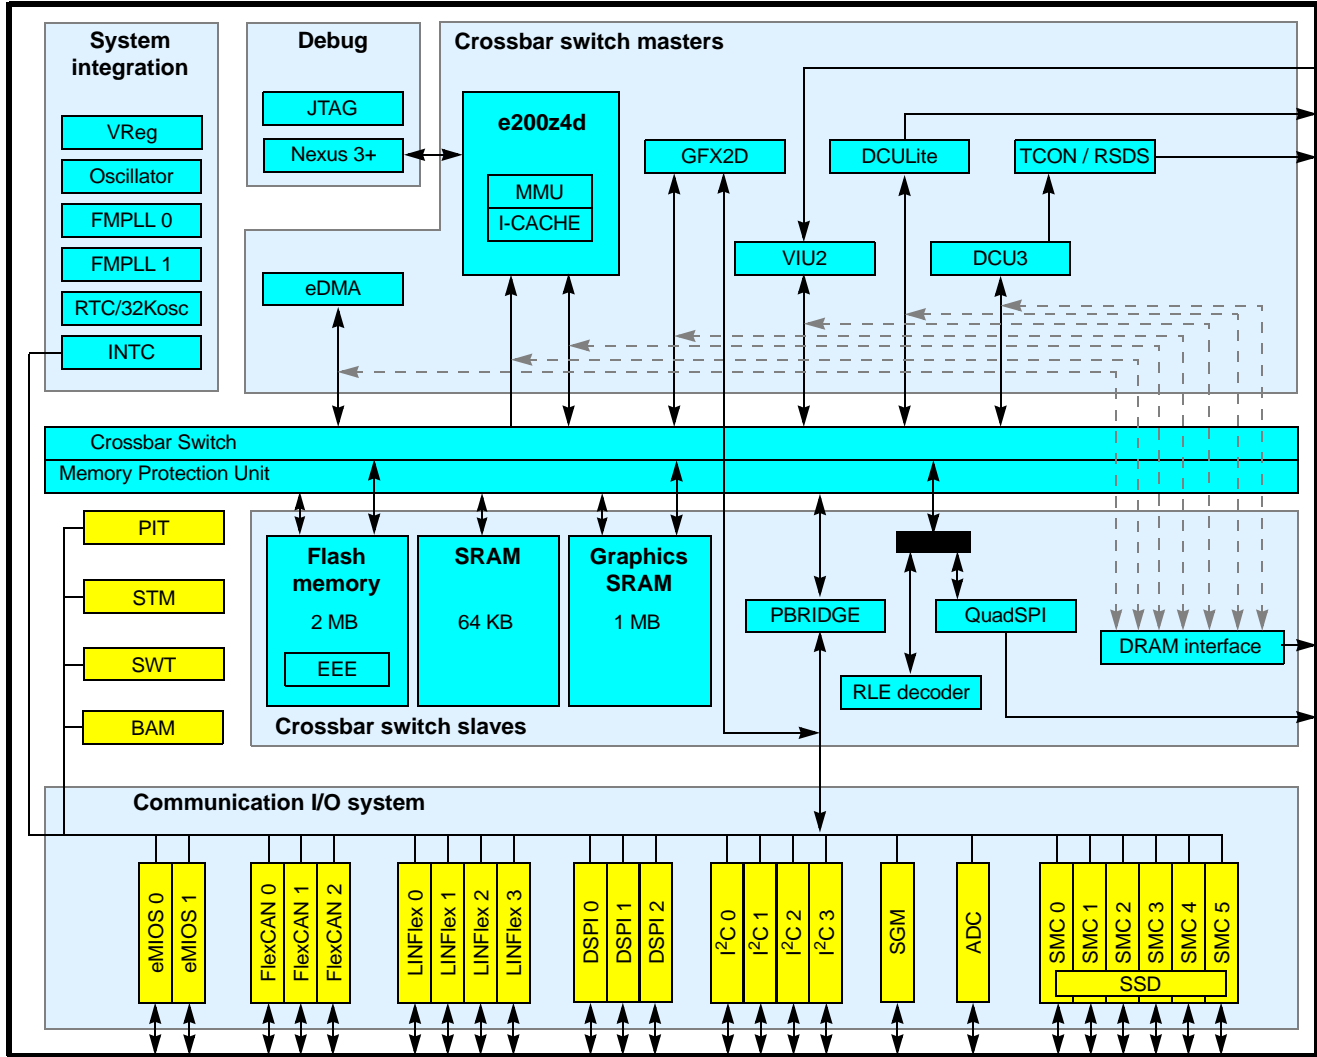 System
integration
VReg
Oscillator
FMPLL 0
FMPLL 1
RTC/32Kosc
INTC
Debug
JTAG
Nexus 3+
Crossbar switch masters
e200z4d
MMU
I-CACHE
GFX2D
DCULite
TCON / RSDS
VIU2
DCU3
eDMA
Crossbar Switch
Memory Protection Unit
PIT
STM
SWT
BAM
Flash
memory
2 MB
EEE
SRAM
64 KB
Graphics
SRAM
1 MB
PBRIDGE
QuadSPI
RLE decoder
DRAM interface
Crossbar switch slaves
Communication I/O system
eMIOS 0
eMIOS 1
FlexCAN 0
FlexCAN 1
FlexCAN 2
LINFlex 0
LINFlex 1
LINFlex 2
LINFlex 3
DSPI 0
DSPI 1
DSPI 2
I²C 0
I²C 1
I²C 2
I²C 3
SGM
ADC
SMC 0
SMC 1
SMC 2
SMC 3
SMC 4
SMC 5
SSD